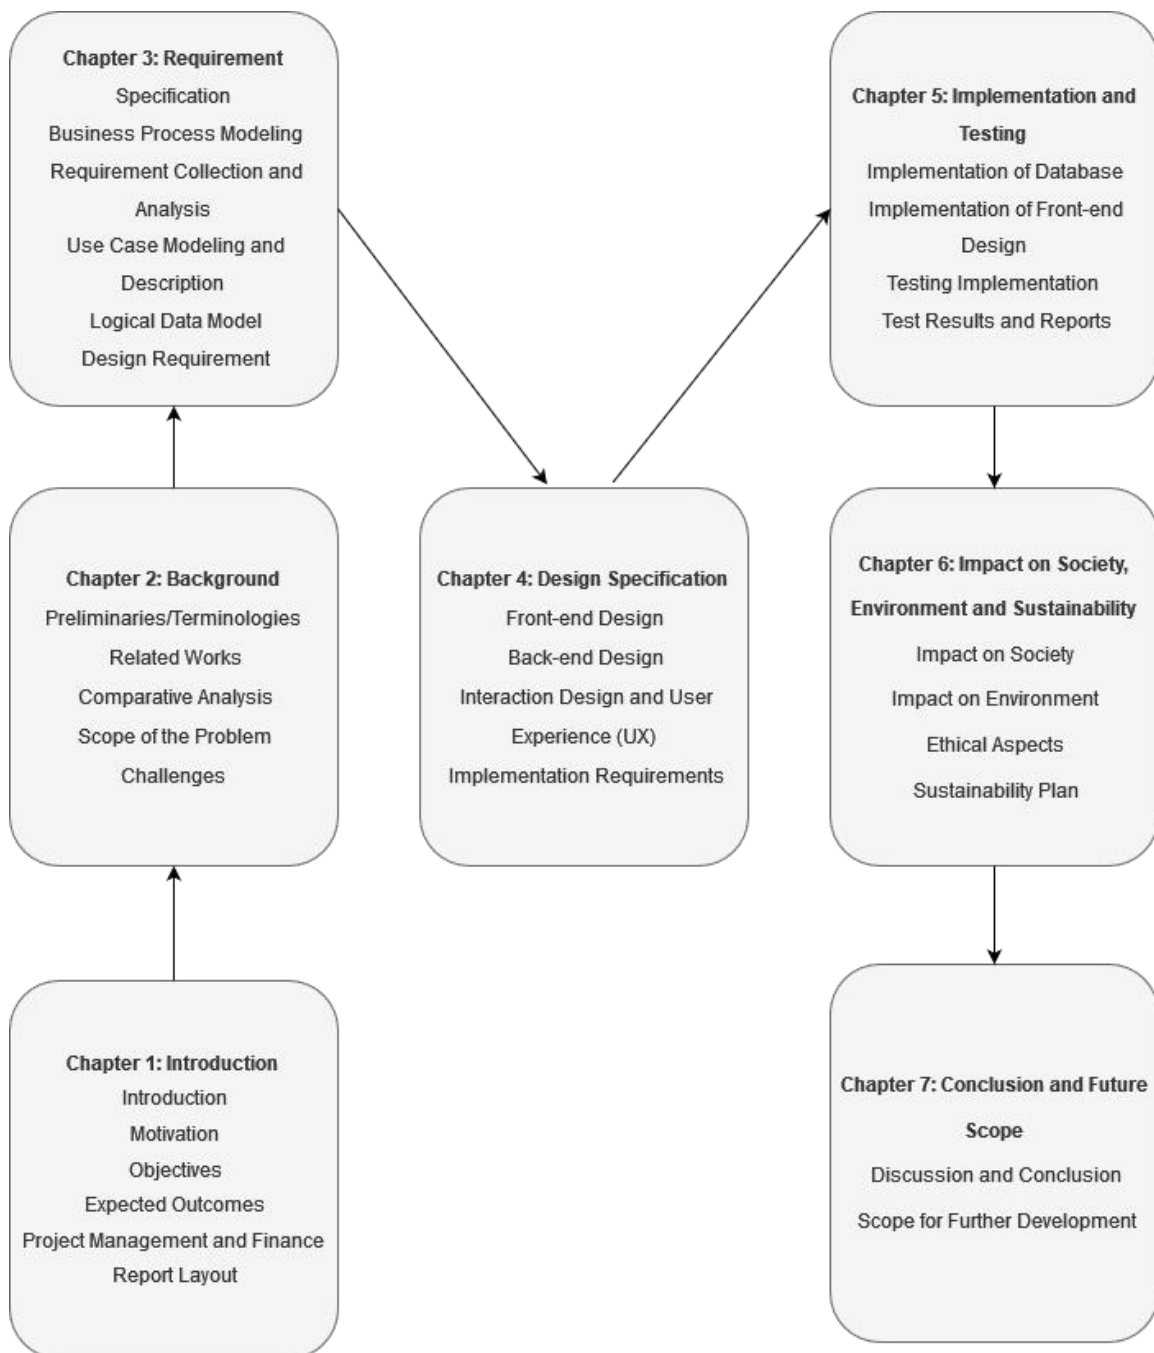 Chapter 3: Requirement
Specification
Business Process Modeling
Requirement Collection and
Analysis
Use Case Modeling and
Description
Logical Data Model
Design Requirement
Chapter 2: Background
Preliminaries/Terminologies
Related Works
Comparative Analysis
Scope of the Problem
Challenges
Chapter 1: Introduction
Introduction
Motivation
Objectives
Expected Outcomes
Project Management and Finance
Report Layout
Chapter 4: Design Specification
Front-end Design
Back-end Design
Interaction Design and User
Experience (UX)
Implementation Requirements
Chapter 5: Implementation and
Testing
Implementation of Database
Implementation of Front-end
Design
Testing Implementation
Test Results and Reports
Chapter 6: Impact on Society,
Environment and Sustainability
Impact on Society
Impact on Environment
Ethical Aspects
Sustainability Plan
Chapter 7: Conclusion and Future
Scope
Discussion and Conclusion
Scope for Further Development